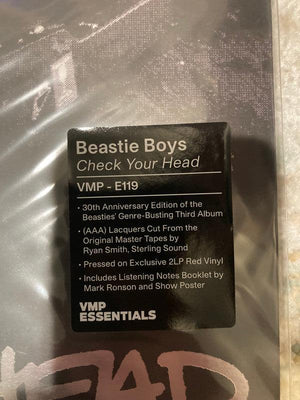 Beastie Boys
Check Your Head
VMP - E119
• 30th Anniversary Edition of the
Beasties' Genre-Busting Third Album
• (AAA) Lacquers Cut From the
Original Master Tapes by
Ryan Smith, Sterling Sound
• Pressed on Exclusive 2LP Red Vinyl
• Includes Listening Notes Booklet by
Mark Ronson and Show Poster
VMP
ESSENTIALS
HEAD